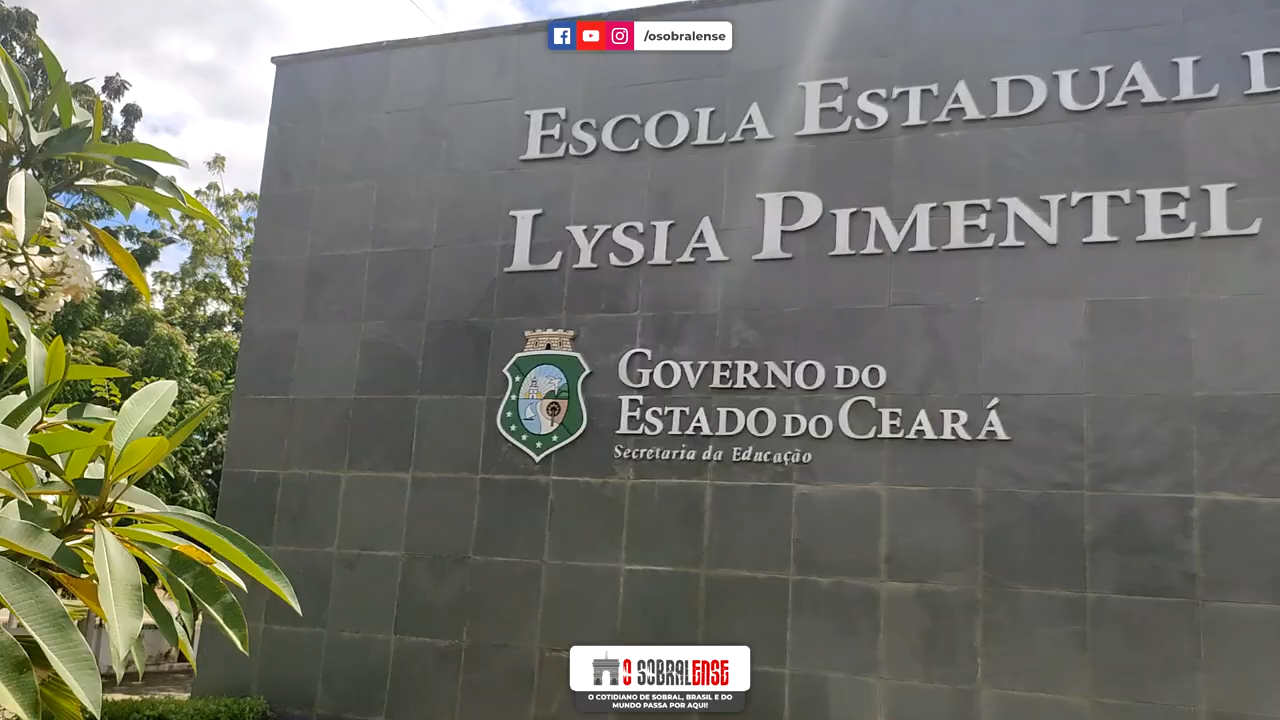 /osobralense
ESCOLA ESTADUAL
LYSIA PIMENTEL
GOVERNO DO
ESTADO DO CEARÁ
Secretaria da Educação
O SOBRALENSE
O COTIDIANO DE SOBRAL, BRASIL E DO
MUNDO PASSA POR AQUI!